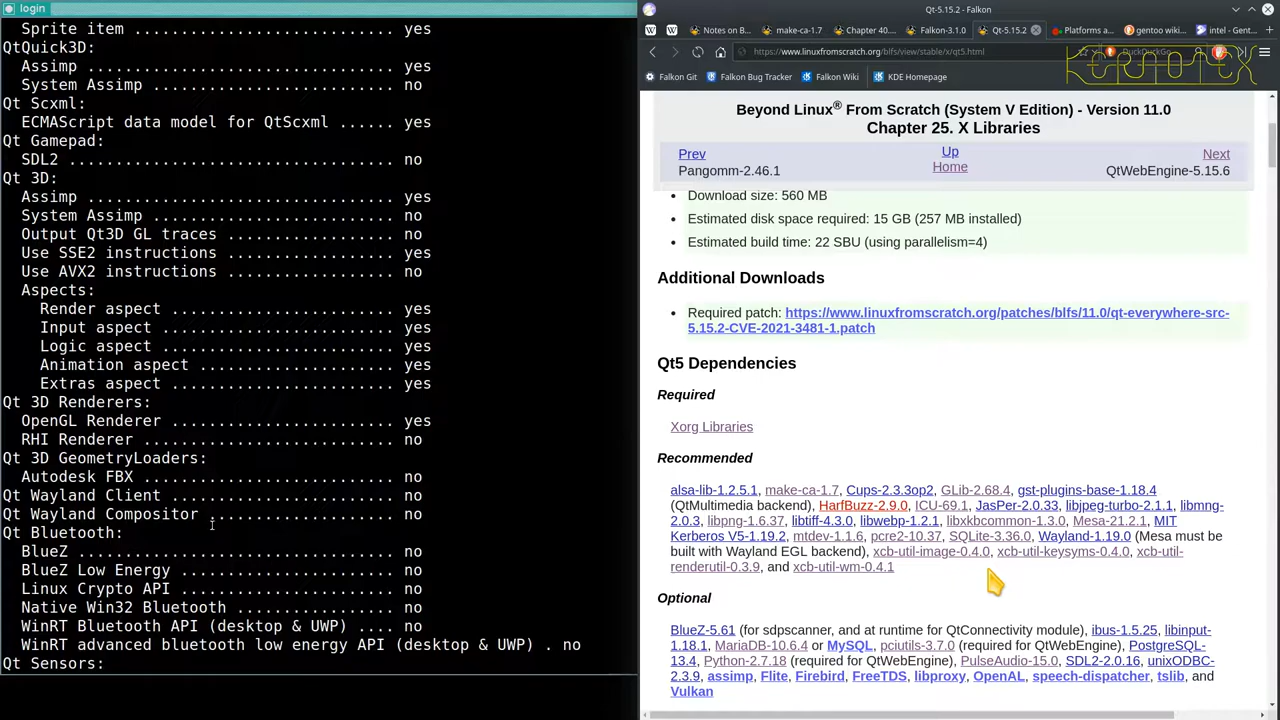 login
Sprite item ............................. yes
QtQuick3D:
Assimp .................................. yes
System Assimp ........................... no
Qt Scxml:
ECMAScript data model for QtScxml ...... yes
Qt Gamepad:
SDL2 .................................... no
Qt 3D:
Assimp .................................. yes
System Assimp ........................... no
Output Qt3D GL traces ................... no
Use SSE2 instructions ................... yes
Use AVX2 instructions ................... no
Aspects:
Render aspect ......................... yes
Input aspect .......................... yes
Logic aspect .......................... yes
Animation aspect ...................... yes
Extras aspect ......................... yes
Qt 3D Renderers:
OpenGL Renderer ......................... yes
RHI Renderer ............................ no
Qt 3D GeometryLoaders:
Autodesk FBX ............................ no
Qt Wayland Client ......................... no
Qt Wayland Compositor ..................... no
Qt Bluetooth:
BlueZ ................................... no
BlueZ Low Energy ........................ no
Linux Crypto API ........................ no
Native Win32 Bluetooth .................. no
WinRT Bluetooth API (desktop & UWP) .... no
WinRT advanced bluetooth low energy API (desktop & UWP) . no
Qt Sensors:
Qt-5.15.2 - Falkon
Notes on B... make-ca-1.7 Chapter 40.... Falkon-3.1.0 Qt-5.15.2 Platforms a... gentoo wiki... intel - Gent...
https://www.linuxfromscratch.org/blfs/view/stable/x/qt5.html DuckDuckGo
Falkon Git Falkon Bug Tracker Falkon Wiki KDE Homepage
Beyond Linux® From Scratch (System V Edition) - Version 11.0
Chapter 25. X Libraries
Prev Up Next
Pangomm-2.46.1 Home QtWebEngine-5.15.6
Download size: 560 MB
Estimated disk space required: 15 GB (257 MB installed)
Estimated build time: 22 SBU (using parallelism=4)
Additional Downloads
Required patch: https://www.linuxfromscratch.org/patches/blfs/11.0/qt-everywhere-src-
5.15.2-CVE-2021-3481-1.patch
Qt5 Dependencies
Required
Xorg Libraries
Recommended
alsa-lib-1.2.5.1, make-ca-1.7, Cups-2.3.3op2, GLib-2.68.4, gst-plugins-base-1.18.4
(QtMultimedia backend), HarfBuzz-2.9.0, ICU-69.1, JasPer-2.0.33, libjpeg-turbo-2.1.1, libmng-
2.0.3, libpng-1.6.37, libtiff-4.3.0, libwebp-1.2.1, libxkbcommon-1.3.0, Mesa-21.2.1, MIT
Kerberos V5-1.19.2, mtdev-1.1.6, pcre2-10.37, SQLite-3.36.0, Wayland-1.19.0 (Mesa must be
built with Wayland EGL backend), xcb-util-image-0.4.0, xcb-util-keysyms-0.4.0, xcb-util-
renderutil-0.3.9, and xcb-util-wm-0.4.1
Optional
BlueZ-5.61 (for sdpscanner, and at runtime for QtConnectivity module), ibus-1.5.25, libinput-
1.18.1, MariaDB-10.6.4 or MySQL, pciutils-3.7.0 (required for QtWebEngine), PostgreSQL-
13.4, Python-2.7.18 (required for QtWebEngine), PulseAudio-15.0, SDL2-2.0.16, unixODBC-
2.3.9, assimp, Flite, Firebird, FreeTDS, libproxy, OpenAL, speech-dispatcher, tslib, and
Vulkan